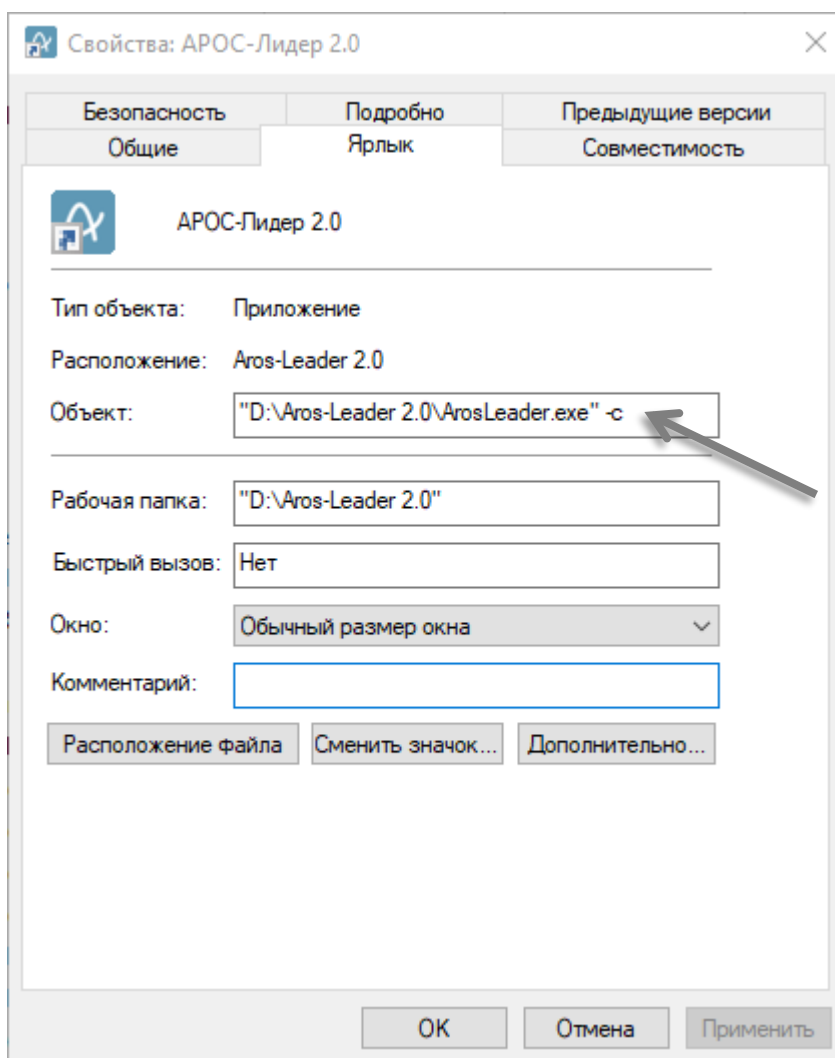 Свойства: АРОС-Лидер 2.0
Безопасность Подробно Предыдущие версии
Общие Ярлык Совместимость
АРОС-Лидер 2.0
Тип объекта: Приложение
Расположение: Aros-Leader 2.0
Объект: "D:\Aros-Leader 2.0\ArosLeader.exe" -c
Рабочая папка: "D:\Aros-Leader 2.0"
Быстрый вызов: Нет
Окно: Обычный размер окна
Комментарий:
Расположение файла Сменить значок... Дополнительно...
ОК Отмена Применить